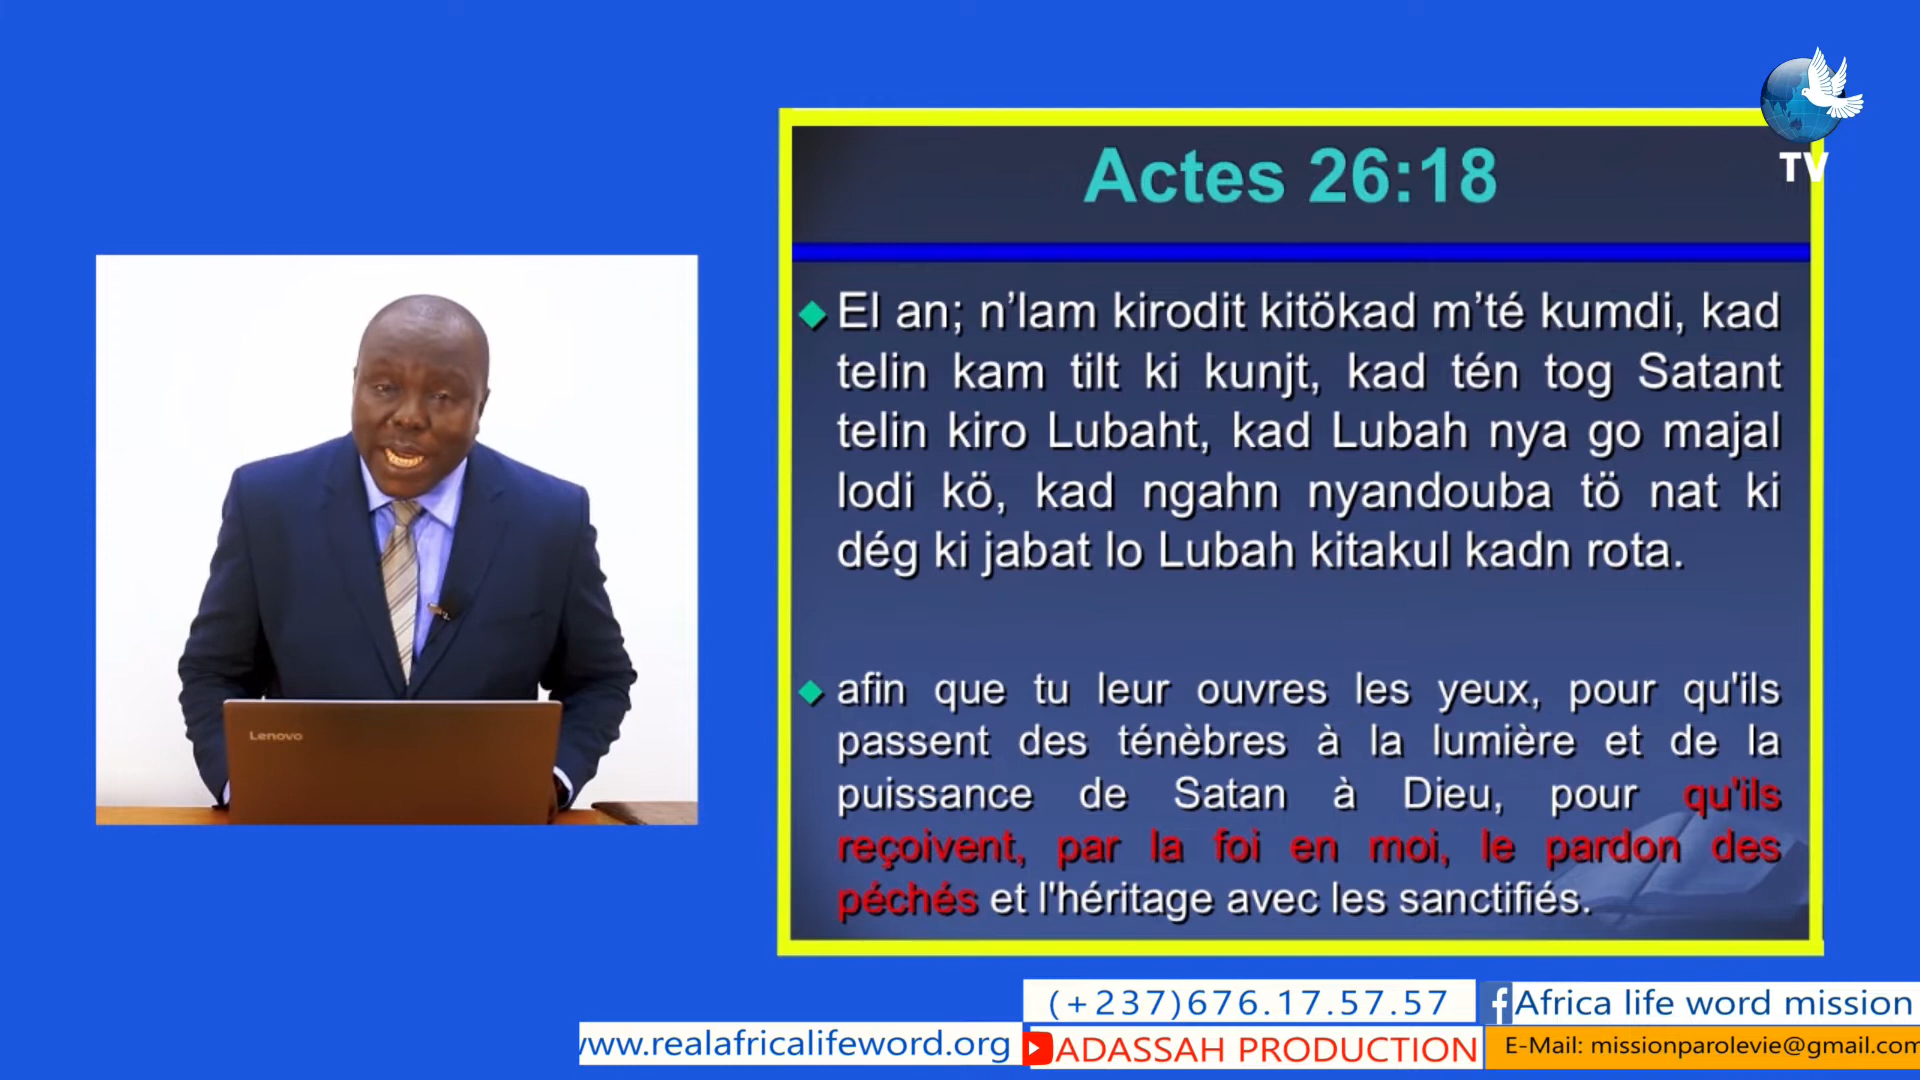 TV
Actes 26:18
El an; n’lam kirodit kitökad m’té kumdi, kad
telin kam tilt ki kunjt, kad tén tog Satant
telin kiro Lubaht, kad Lubah nya go majal
lodi kö, kad ngahn nyandouba tö nat ki
dég ki jabat lo Lubah kitakul kadn rota.
afin que tu leur ouvres les yeux, pour qu'ils
passent des ténèbres à la lumière et de la
puissance de Satan à Dieu, pour qu'ils
reçoivent, par la foi en moi, le pardon des
péchés et l'héritage avec les sanctifiés.
Lenovo
(+237)676.17.57.57
Africa life word mission
www.realafricalifeword.org
ADASSAH PRODUCTION
E-Mail: missionparolevie@gmail.com